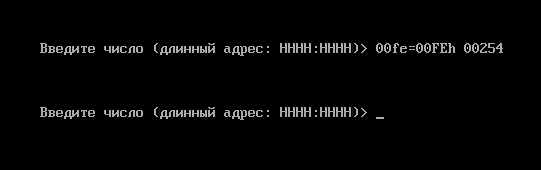 Введите число (длинный адрес: HHHH:HHHH)> 00fe=00FEh 00254
Введите число (длинный адрес: HHHH:HHHH)> _